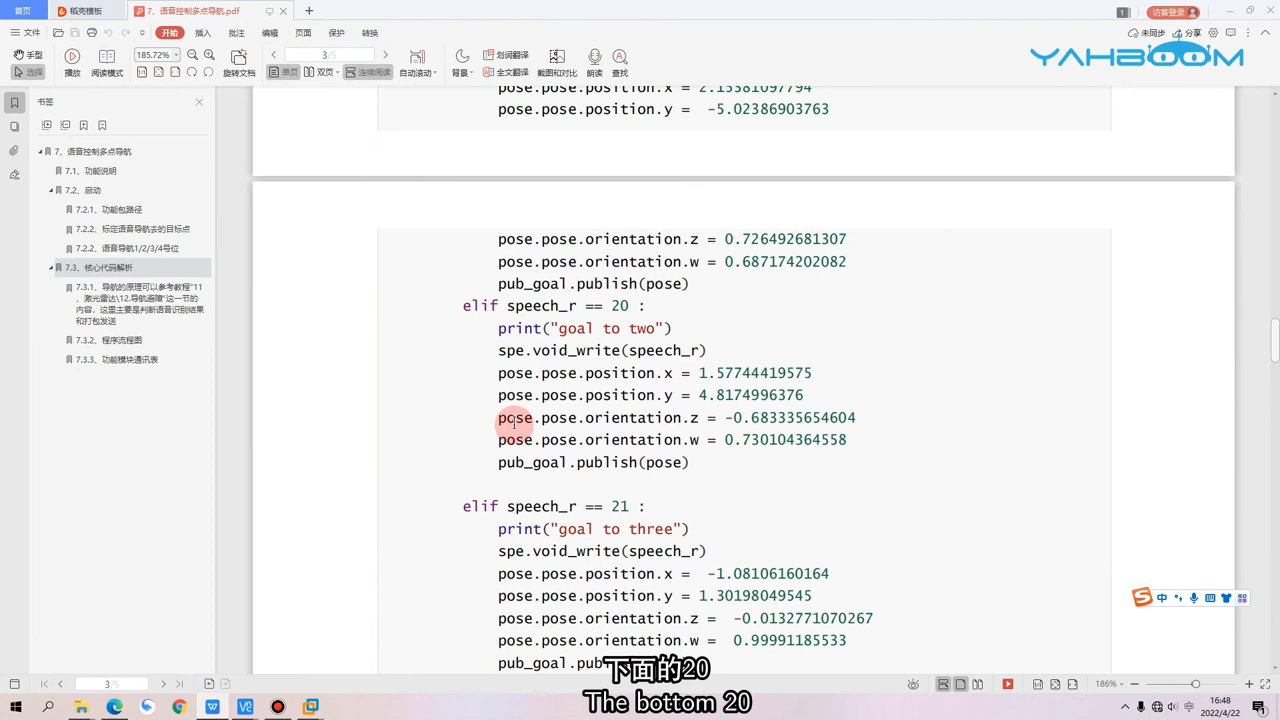 首页
稻壳模板
7、语音控制多点导航.pdf
1
访客登录
文件
开始
插入
批注
编辑
页面
保护
转换
未同步
分享
YAHBOOM
手型
选择
播放
阅读模式
185.72%
旋转文档
3/5
单页
双页
连续阅读
自动滚动
背景
划词翻译
全文翻译
截图和对比
朗读
查找
书签
7、语音控制多点导航
7.1、功能说明
7.2、启动
7.2.1、功能包路径
7.2.2、标定语音导航去的目标点
7.2.2、语音导航1/2/3/4号位
7.3、核心代码解析
7.3.1、导航的原理可以参考教程"11
、激光雷达\12.导航避障"这一节的
内容，这里主要是判断语音识别结果
和打包发送
7.3.2、程序流程图
7.3.3、功能模块通讯表
pose.pose.position.x = 2.15381097794
pose.pose.position.y =  -5.02386903763
pose.pose.orientation.z = 0.726492681307
pose.pose.orientation.w = 0.687174202082
pub_goal.publish(pose)
elif speech_r == 20 :
print("goal to two")
spe.void_write(speech_r)
pose.pose.position.x = 1.57744419575
pose.pose.position.y = 4.8174996376
pose.pose.orientation.z = -0.683335654604
pose.pose.orientation.w = 0.730104364558
pub_goal.publish(pose)
elif speech_r == 21 :
print("goal to three")
spe.void_write(speech_r)
pose.pose.position.x =  -1.08106160164
pose.pose.position.y = 1.30198049545
pose.pose.orientation.z =  -0.0132771070267
pose.pose.orientation.w =  0.99991185533
中
下面的20
The bottom 20
3/5
186%
16:48
2022/4/22